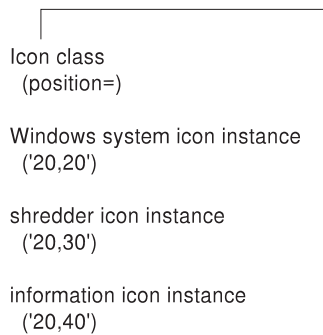 Icon class
(position=)
Windows system icon instance
('20,20')
shredder icon instance
('20,30')
information icon instance
('20,40')